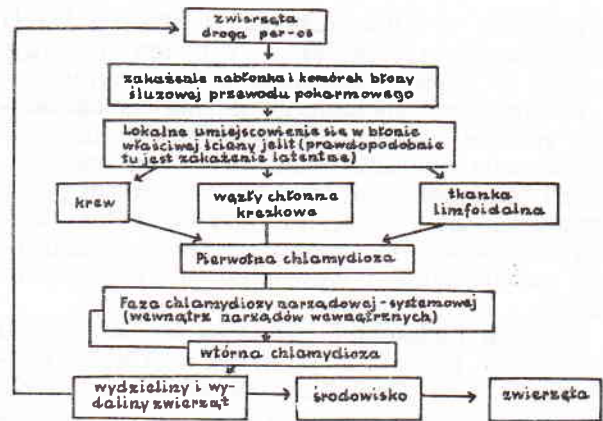 zwierzęta
droga per-os
zakażenie nabłonka i komórek błony
śluzowej przewodu pokarmowego
Lokalne umiejscowienie się w błonie
właściwej ściany jelit (prawdopodobnie
tu jest zakażenie latentne)
krew
węzły chłonne
krezkowe
tkanka
limfoidalna
Pierwotna chlamydioza
Faza chlamydiozy narządowej-systemowej
(wewnątrz narządów wewnątrznych)
wtórna chlamydioza
wydzieliny i wy-
daliny zwierząt
środowisko
zwierzęta